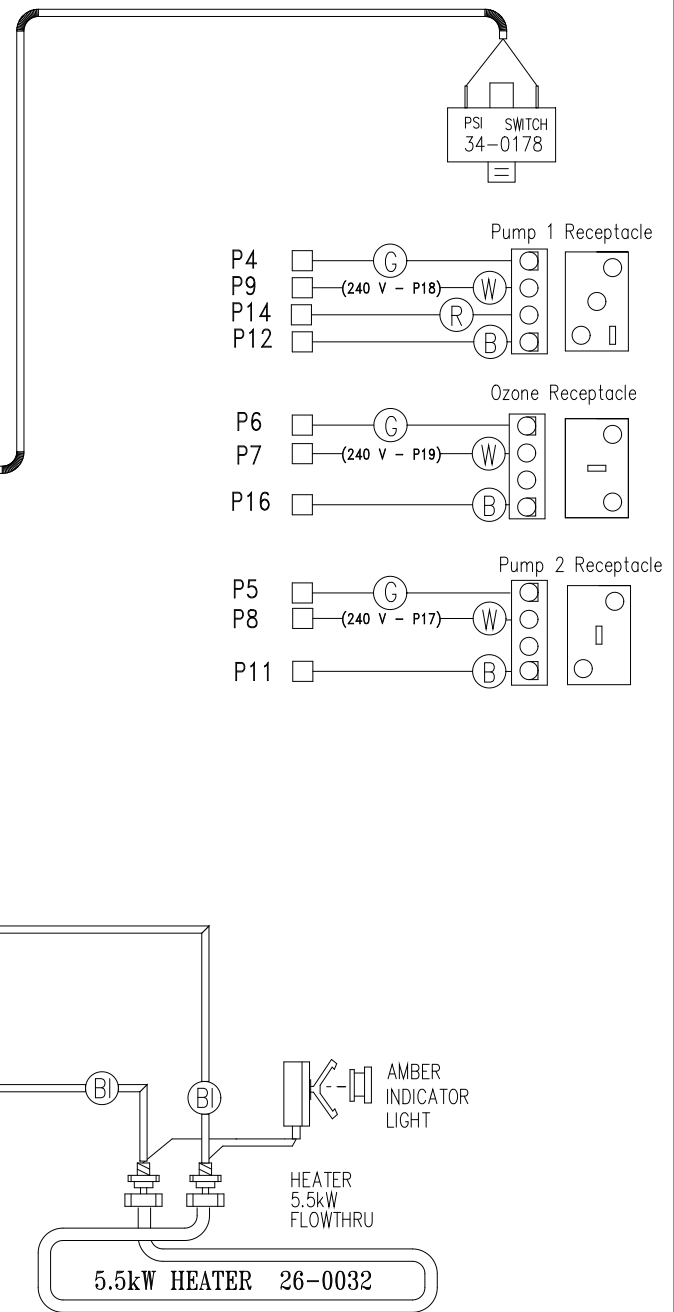 PSI SWITCH
34-0178
Pump 1 Receptacle
P4 G
P9 (240 V - P18) W
P14 R
P12 B
Ozone Receptacle
P6 G
P7 (240 V - P19) W
P16 B
Pump 2 Receptacle
P5 G
P8 (240 V - P17) W
P11 B
BI
BI
AMBER
INDICATOR
LIGHT
HEATER
5.5kW
FLOWTHRU
5.5kW HEATER 26-0032